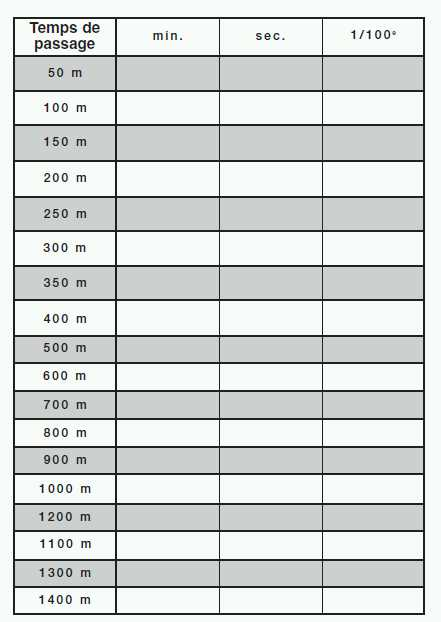 Temps de
passage
min.
sec.
1/100°
50 m
100 m
150 m
200 m
250 m
300 m
350 m
400 m
500 m
600 m
700 m
800 m
900 m
1000 m
1200 m
1100 m
1300 m
1400 m